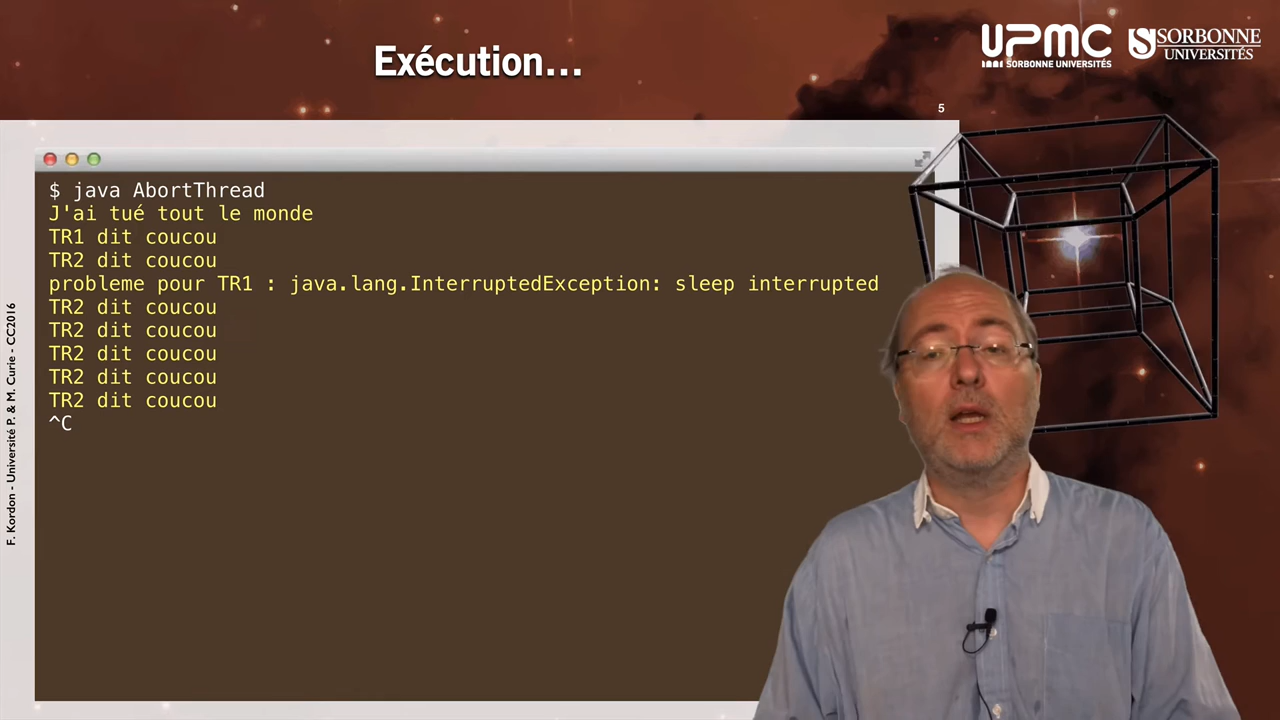 Exécution...
UPMC
SORBONNE UNIVERSITÉS
SORBONNE
UNIVERSITÉS
5
$ java AbortThread
J'ai tué tout le monde
TR1 dit coucou
TR2 dit coucou
probleme pour TR1 : java.lang.InterruptedException: sleep interrupted
TR2 dit coucou
TR2 dit coucou
TR2 dit coucou
TR2 dit coucou
TR2 dit coucou
^C
F. Kordon - Université P. & M. Curie - CC2016